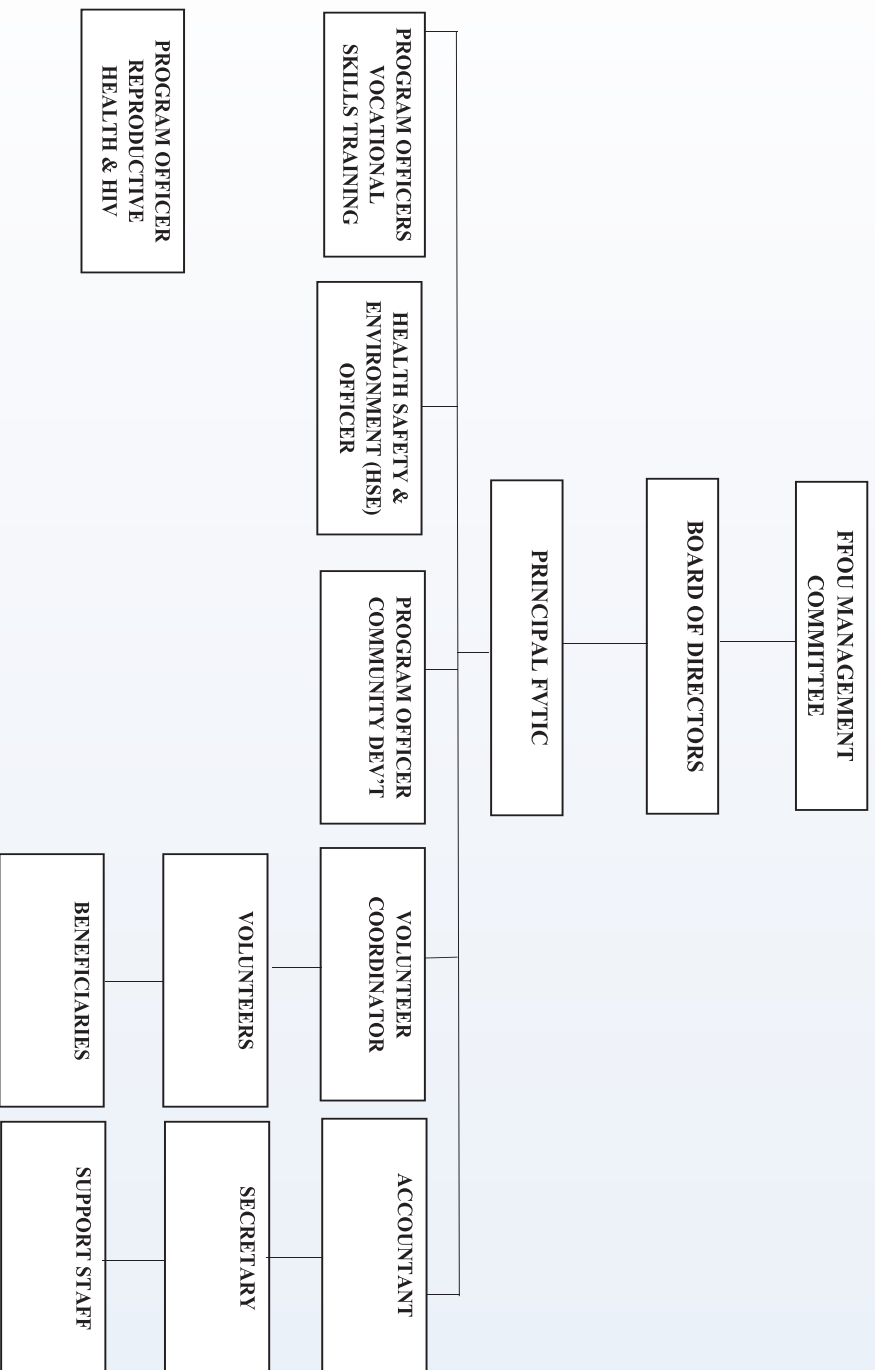 FFOU MANAGEMENT
COMMITTEE
BOARD OF DIRECTORS
PRINCIPAL FVTIC
PROGRAM OFFICERS
VOCATIONAL
SKILLS TRAINING
HEALTH SAFETY &
ENVIRONMENT (HSE)
OFFICER
PROGRAM OFFICER
COMMUNITY DEV’T
VOLUNTEER
COORDINATOR
ACCOUNTANT
VOLUNTEERS
SECRETARY
PROGRAM OFFICER
REPRODUCTIVE
HEALTH & HIV
BENEFICIARIES
SUPPORT STAFF